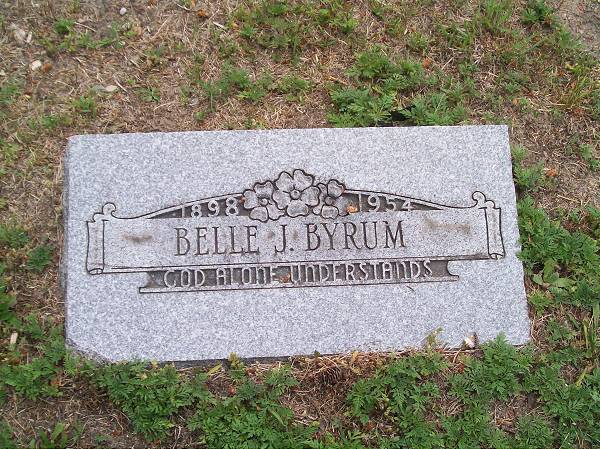 1898 1954
BELLE J. BYRUM
GOD ALONE UNDERSTANDS